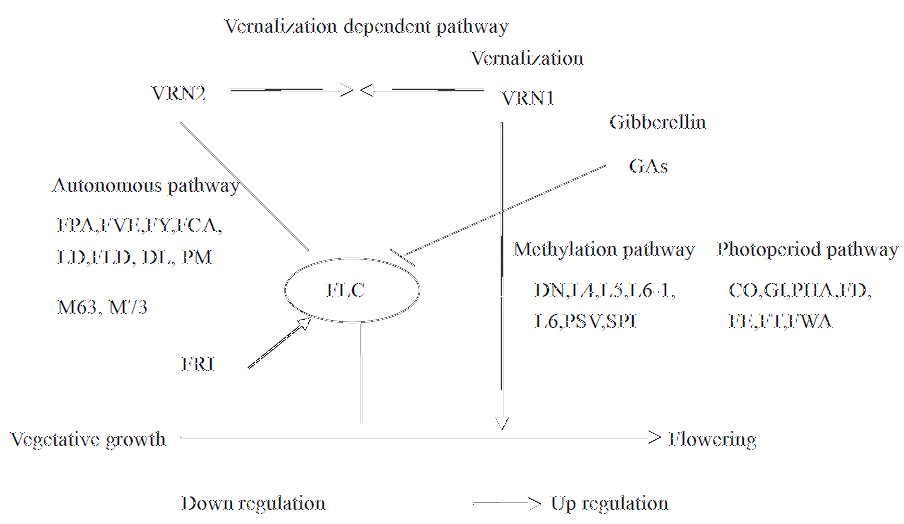 Vernalization dependent pathway
Vernalization
VRN2
VRN1
Gibberellin
GAs
Autonomous pathway
FPA,FVE,FY,FCA,
LD,FLD, DL, PM
M63, M73
Methylation pathway
DN,L4,L5,L6-1,
L6,PSV,SPI
Photoperiod pathway
CO,GI,PHA,FD,
FE,FT,FWA
FLC
FRI
Vegetative growth
Flowering
Down regulation
Up regulation